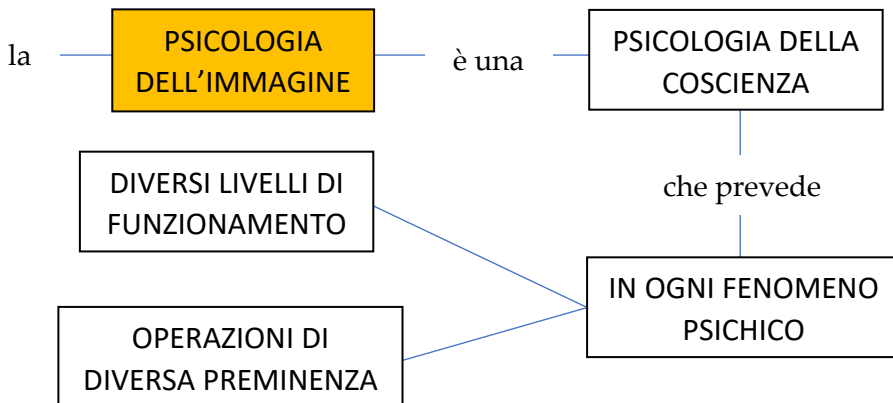 la
PSICOLOGIA
DELL’IMMAGINE
è una
PSICOLOGIA DELLA
COSCIENZA
che prevede
IN OGNI FENOMENO
PSICHICO
DIVERSI LIVELLI DI
FUNZIONAMENTO
OPERAZIONI DI
DIVERSA PREMINENZA